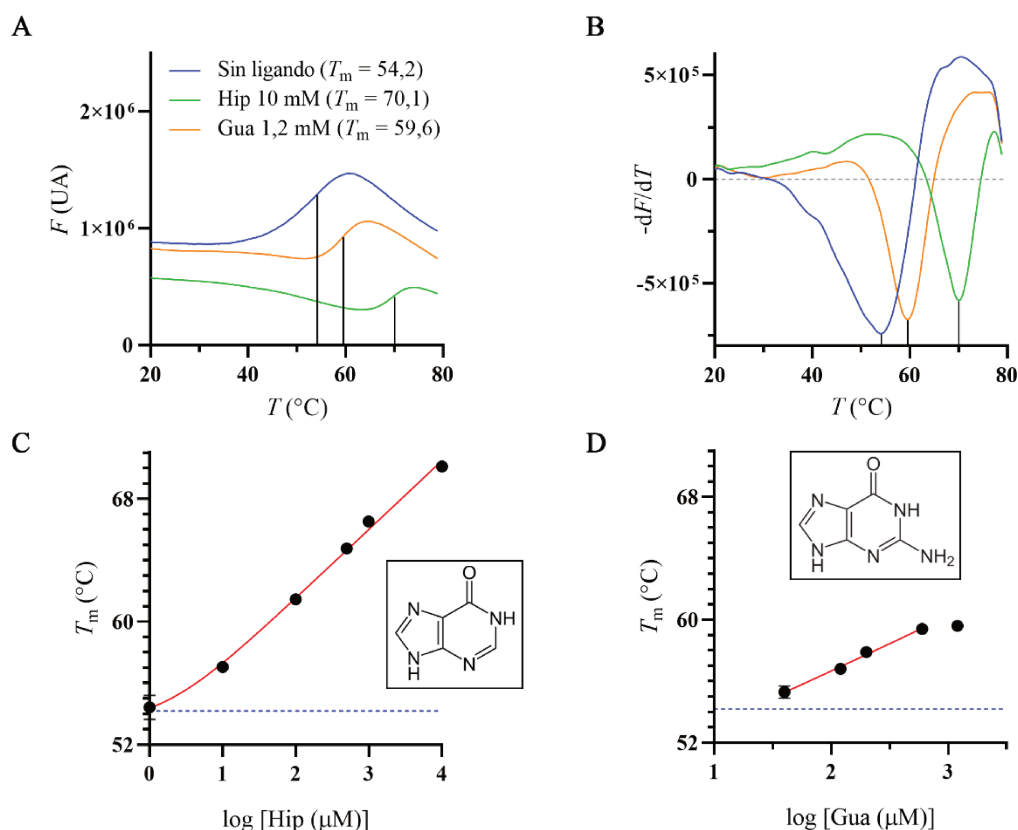 A
Sin ligando (Tm = 54,2)
Hip 10 mM (Tm = 70,1)
Gua 1,2 mM (Tm = 59,6)
2×10⁶
1×10⁶
0
F (UA)
20
40
60
80
T (°C)
B
5×10⁵
0
-5×10⁵
-dF/dT
20
40
60
80
T (°C)
C
68
60
52
Tm (°C)
0
1
2
3
4
log [Hip (μM)]
O
N
NH
N
H
N
D
68
60
52
Tm (°C)
1
2
3
log [Gua (μM)]
O
N
NH
N
H
N
NH₂